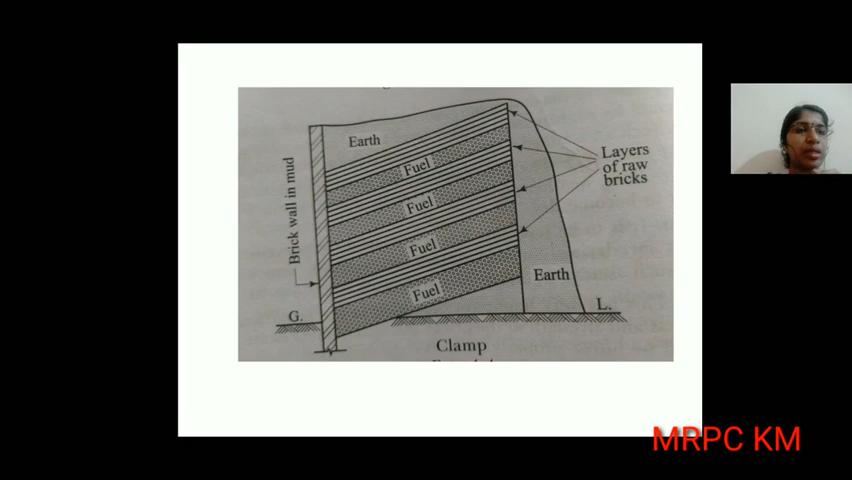 Earth
Fuel
Fuel
Fuel
Fuel
Brick wall in mud
Layers
of raw
bricks
Earth
G.
L.
Clamp
MRPC KM